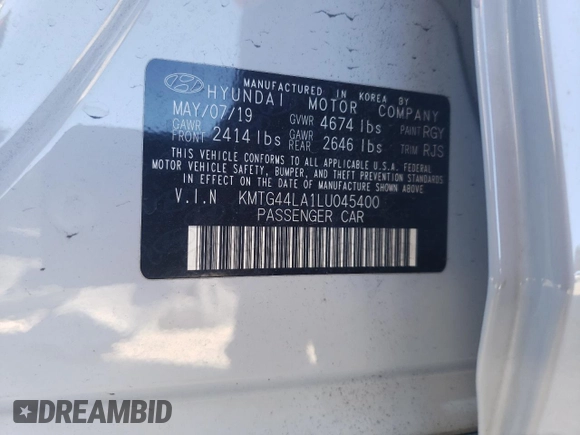 MANUFACTURED IN KOREA BY
HYUNDAI MOTOR COMPANY
MAY/07/19 GVWR 4674 lbs PAINT RGY
GAWR FRONT 2414 lbs GAWR REAR 2646 lbs TRIM RJS
THIS VEHICLE CONFORMS TO ALL APPLICABLE U.S.A. FEDERAL
MOTOR VEHICLE SAFETY, BUMPER, AND THEFT PREVENTION STANDARDS
IN EFFECT ON THE DATE OF MANUFACTURE SHOWN ABOVE.
V.I.N KMTG44LA1LU045400
PASSENGER CAR
DREAMBID